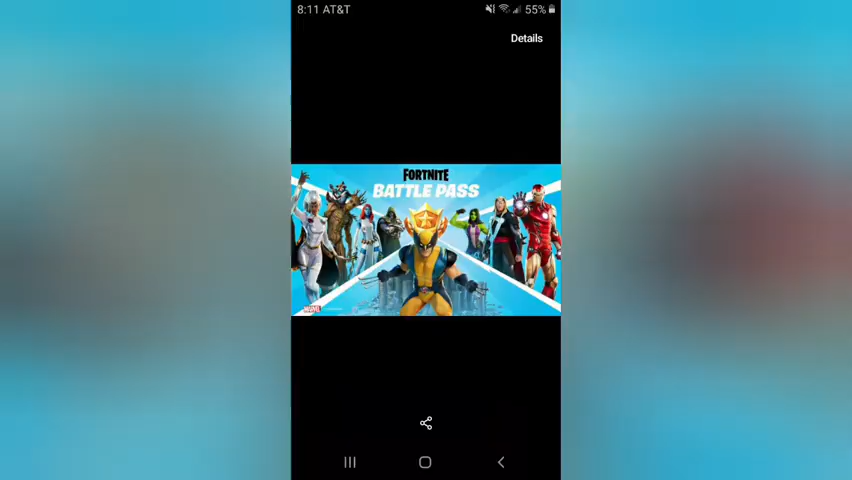 8:11 AT&T
55%
Details
FORTNITE
BATTLE PASS
MARVEL